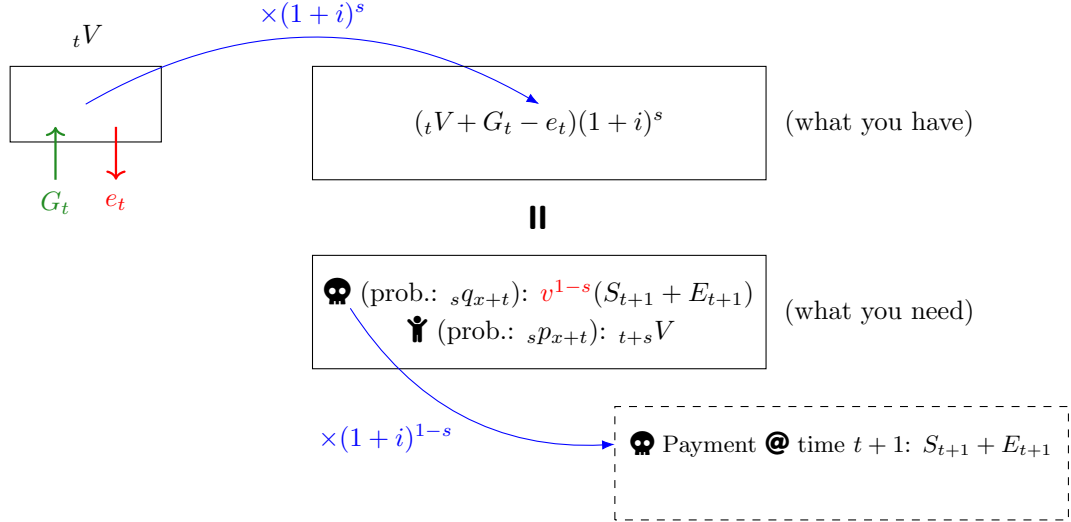 ×(1 + i)^s
_tV
(_tV + G_t − e_t)(1 + i)^s
(what you have)
G_t
e_t
=
(prob.: _sq_{x+t}): v^{1−s}(S_{t+1} + E_{t+1})
(prob.: _sp_{x+t}): _{t+s}V
(what you need)
×(1 + i)^{1−s}
Payment @ time t + 1: S_{t+1} + E_{t+1}